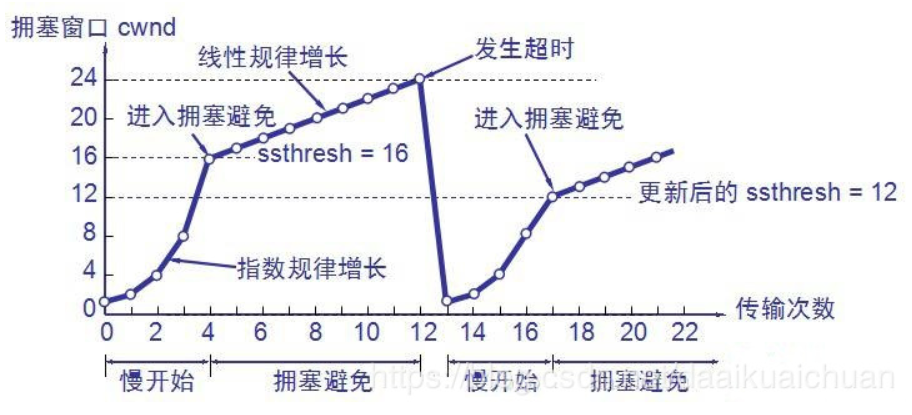 拥塞窗口 cwnd
发生超时
线性规律增长
24
20
进入拥塞避免
进入拥塞避免
16
ssthresh = 16
12
更新后的 ssthresh = 12
8
指数规律增长
4
0
传输次数
0 2 4 6 8 10 12 14 16 18 20 22
慢开始 拥塞避免 慢开始 拥塞避免